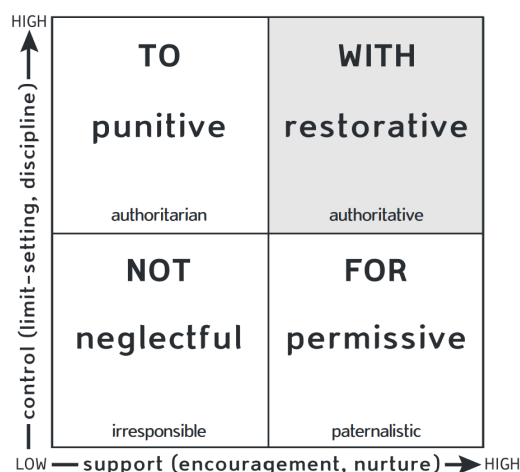 HIGH
control (limit-setting, discipline)
TO
punitive
authoritarian
WITH
restorative
authoritative
NOT
neglectful
irresponsible
FOR
permissive
paternalistic
LOW
support (encouragement, nurture)
HIGH